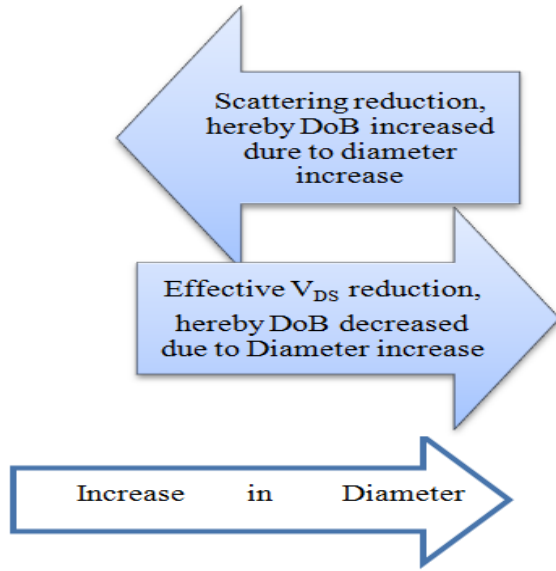 Scattering reduction,
hereby DoB increased
dure to diameter
increase
Effective V_DS reduction,
hereby DoB decreased
due to Diameter increase
Increase in Diameter